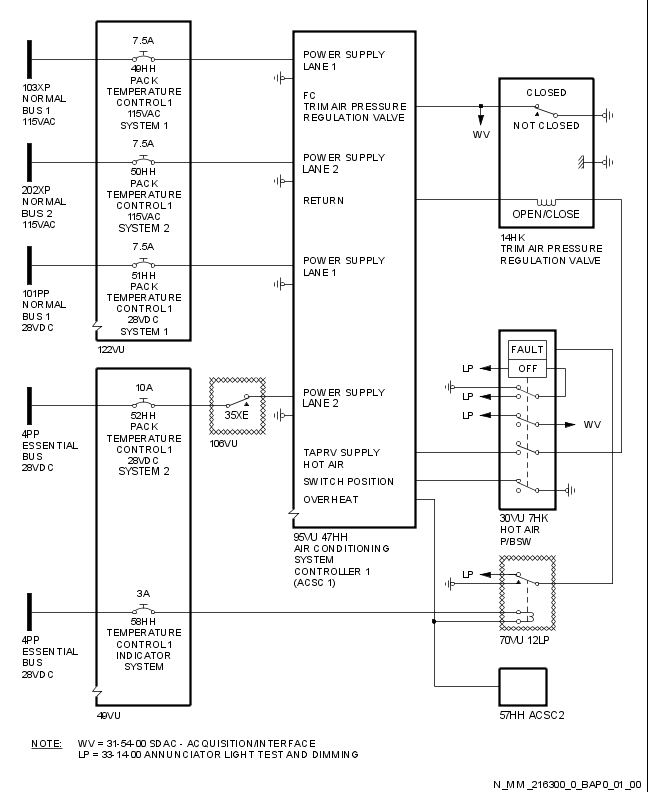 103XP
NORMAL
BUS 1
115VAC
7.5A
49HH
PACK
TEMPERATURE
CONTROL1
115VAC
SYSTEM 1
202XP
NORMAL
BUS 2
115VAC
7.5A
50HH
PACK
TEMPERATURE
CONTROL1
115VAC
SYSTEM 2
101PP
NORMAL
BUS 1
28VDC
7.5A
51HH
PACK
TEMPERATURE
CONTROL1
28VDC
SYSTEM 1
122VU
4PP
ESSENTIAL
BUS
28VDC
10A
52HH
PACK
TEMPERATURE
CONTROL1
28VDC
SYSTEM 2
35XE
106VU
4PP
ESSENTIAL
BUS
28VDC
3A
58HH
TEMPERATURE
CONTROL1
INDICATOR
SYSTEM
49VU
POWER SUPPLY
LANE 1
FC
TRIM AIR PRESSURE
REGULATION VALVE
POWER SUPPLY
LANE 2
RETURN
POWER SUPPLY
LANE 1
POWER SUPPLY
LANE 2
TAPRV SUPPLY
HOT AIR
SWITCH POSITION
OVERHEAT
95VU 47HH
AIR CONDITIONING
SYSTEM
CONTROLLER 1
(ACSC 1)
WV
CLOSED
NOT CLOSED
OPEN/CLOSE
14HK
TRIM AIR PRESSURE
REGULATION VALVE
FAULT
LP
OFF
LP
LP
WV
30VU 7HK
HOT AIR
P/BSW
LP
70VU 12LP
57HH ACSC2
NOTE: WV = 31-54-00 SDAC - ACQUISITION/INTERFACE
LP = 33-14-00 ANNUNCIATOR LIGHT TEST AND DIMMING
N_MM_216300_0_BAP0_01_00